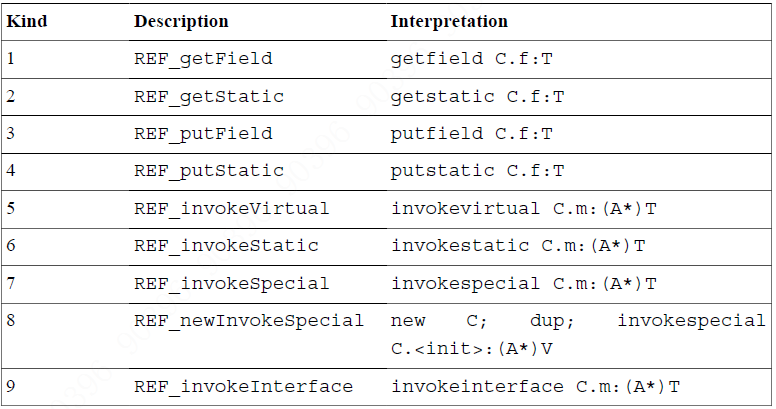 Kind Description Interpretation
1 REF_getField getfield C.f:T
2 REF_getStatic getstatic C.f:T
3 REF_putField putfield C.f:T
4 REF_putStatic putstatic C.f:T
5 REF_invokeVirtual invokevirtual C.m:(A*)T
6 REF_invokeStatic invokestatic C.m:(A*)T
7 REF_invokeSpecial invokespecial C.m:(A*)T
8 REF_newInvokeSpecial new C; dup; invokespecial
C.<init>:(A*)V
9 REF_invokeInterface invokeinterface C.m:(A*)T